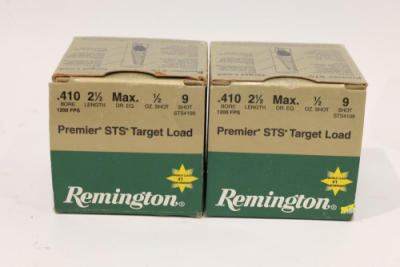 .410 2½ Max. ½ 9
BORE LENGTH DR. EQ. OZ. SHOT SHOT
1200 FPS STS4109
Premier® STS® Target Load
#1
Remington®
.410 2½ Max. ½ 9
BORE LENGTH DR. EQ. OZ. SHOT SHOT
1200 FPS STS4109
Premier® STS® Target Load
#1
Remington®